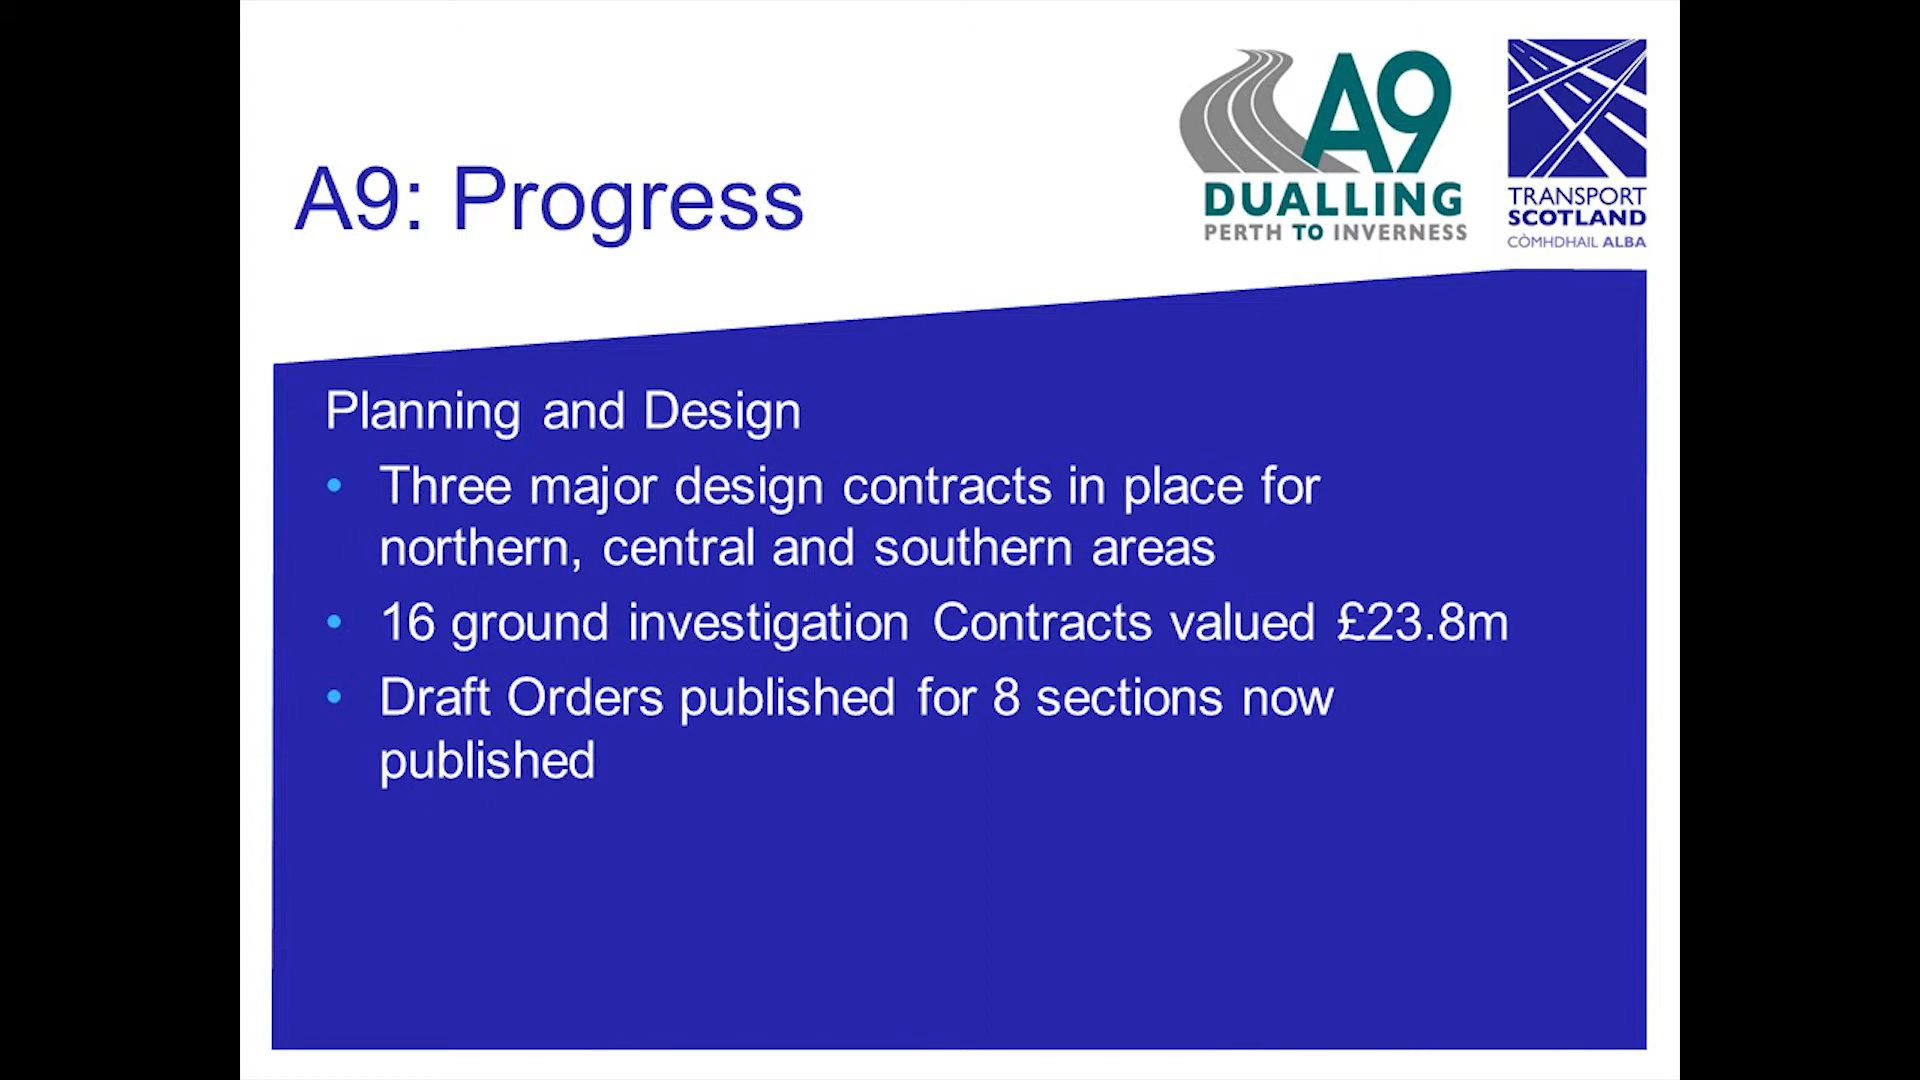 A9
DUALLING
PERTH TO INVERNESS
TRANSPORT
SCOTLAND
CÒMHDHAIL ALBA
A9: Progress
Planning and Design
• Three major design contracts in place for
northern, central and southern areas
• 16 ground investigation Contracts valued £23.8m
• Draft Orders published for 8 sections now
published